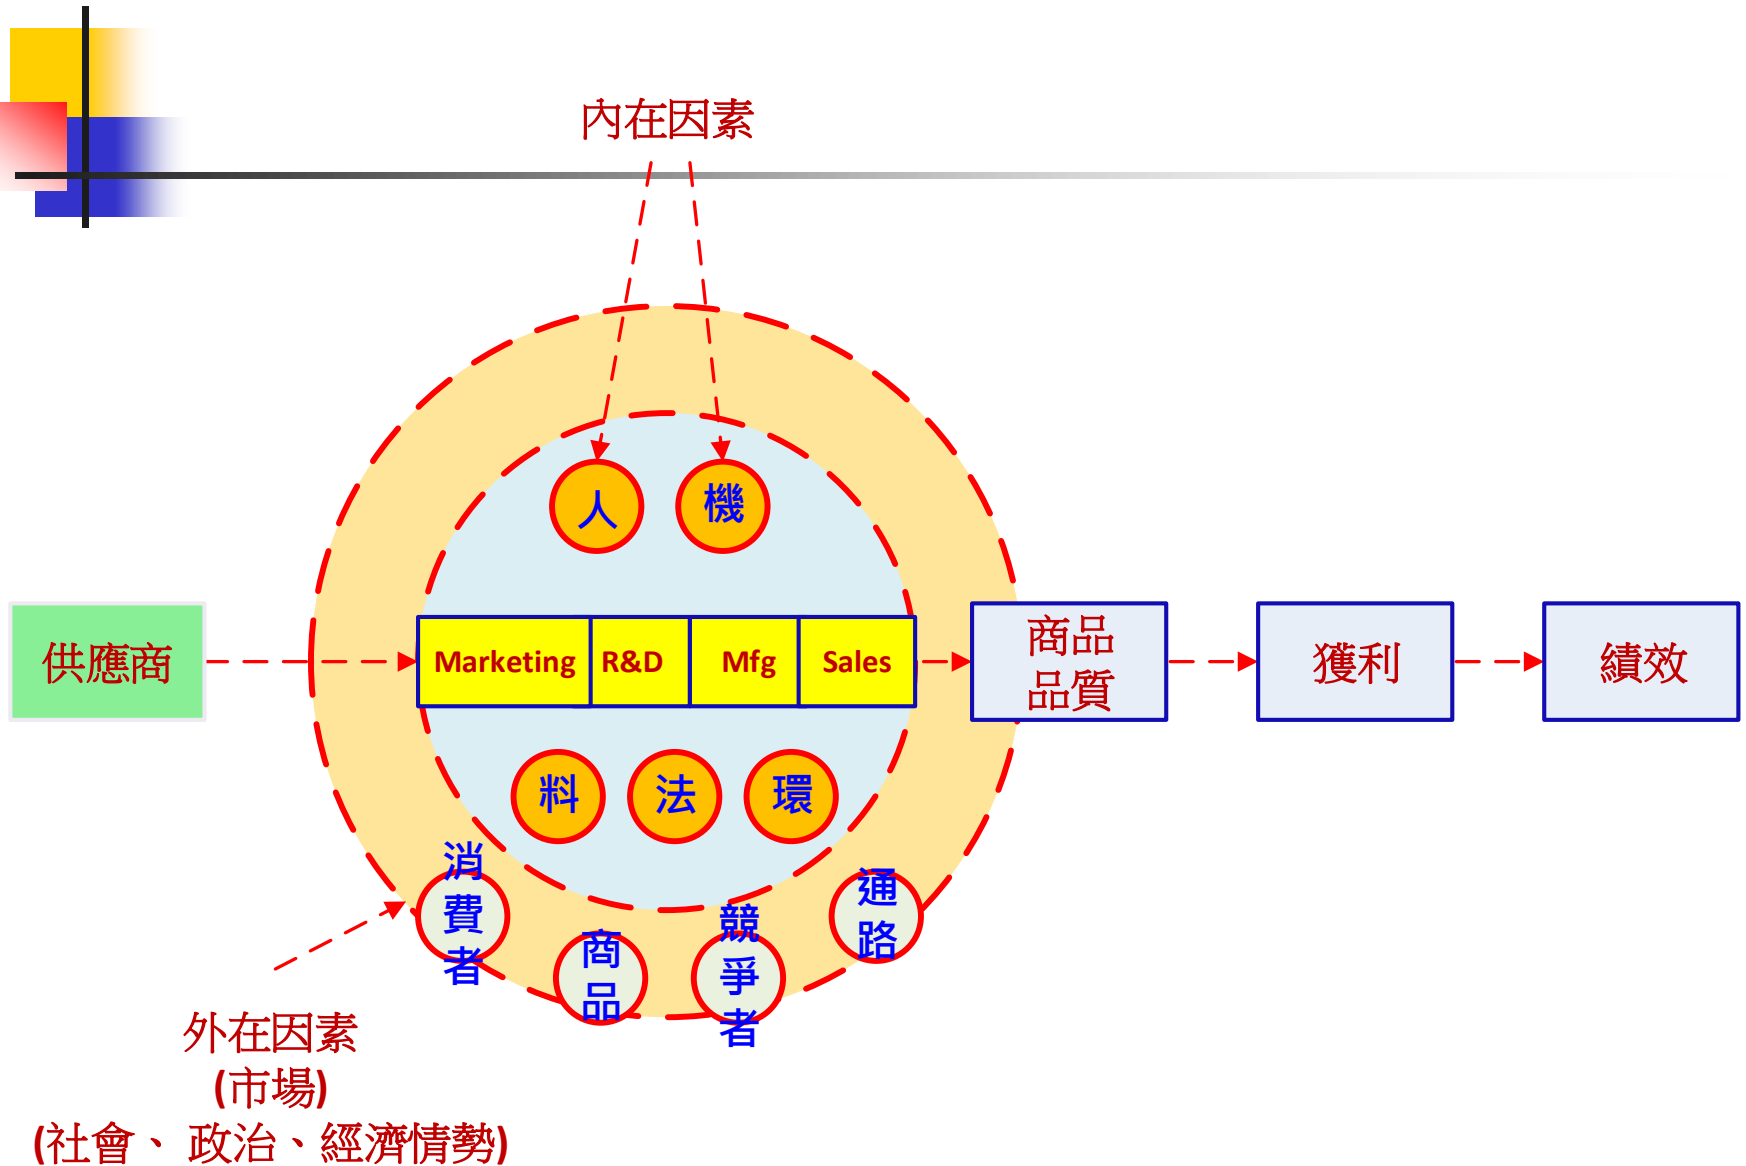 內在因素
人
機
供應商
Marketing
R&D
Mfg
Sales
商品
品質
獲利
績效
料
法
環
消
費
者
商
品
競
爭
者
通
路
外在因素
(市場)
(社會、 政治、經濟情勢)